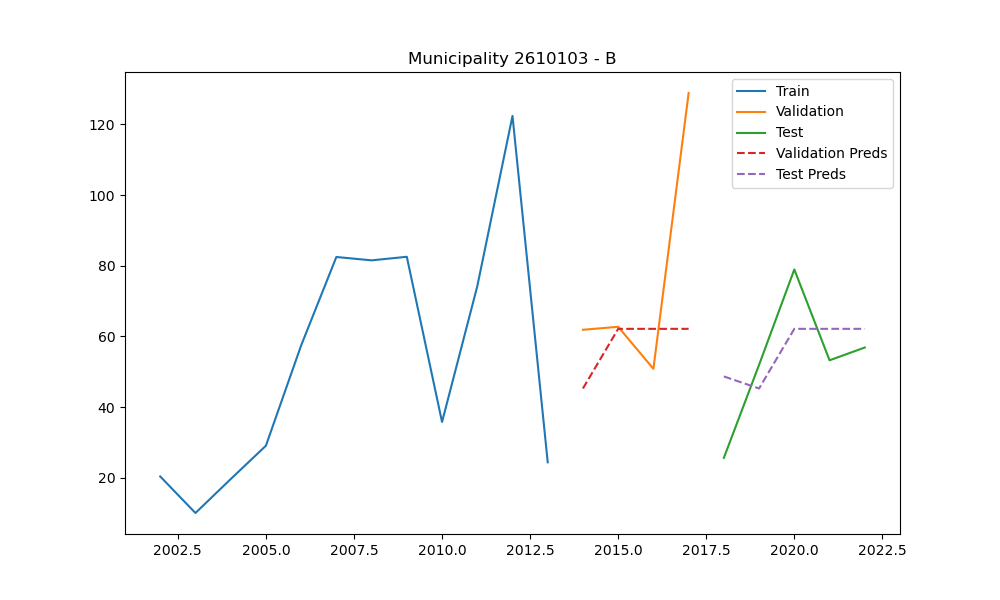 Municipality 2610103 - B
Train
Validation
Test
Validation Preds
Test Preds
120
100
80
60
40
20
2002.5 2005.0 2007.5 2010.0 2012.5 2015.0 2017.5 2020.0 2022.5